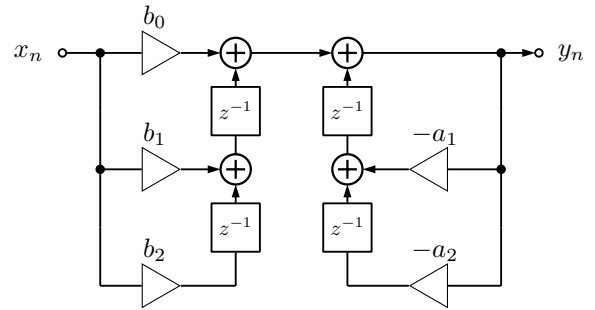 b₀
xₙ yₙ
z⁻¹ z⁻¹
b₁ −a₁
z⁻¹ z⁻¹
b₂ −a₂